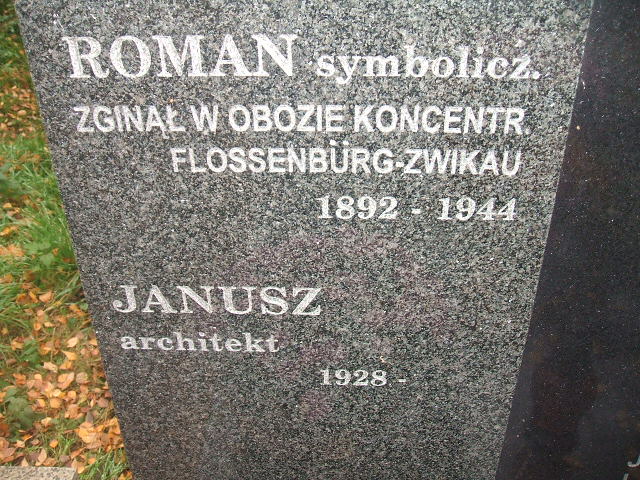 ROMAN symbolicz.
ZGINĄŁ W OBOZIE KONCENTR.
FLOSSENBÜRG-ZWIKAU
1892 - 1944
JANUSZ
architekt
1928 -